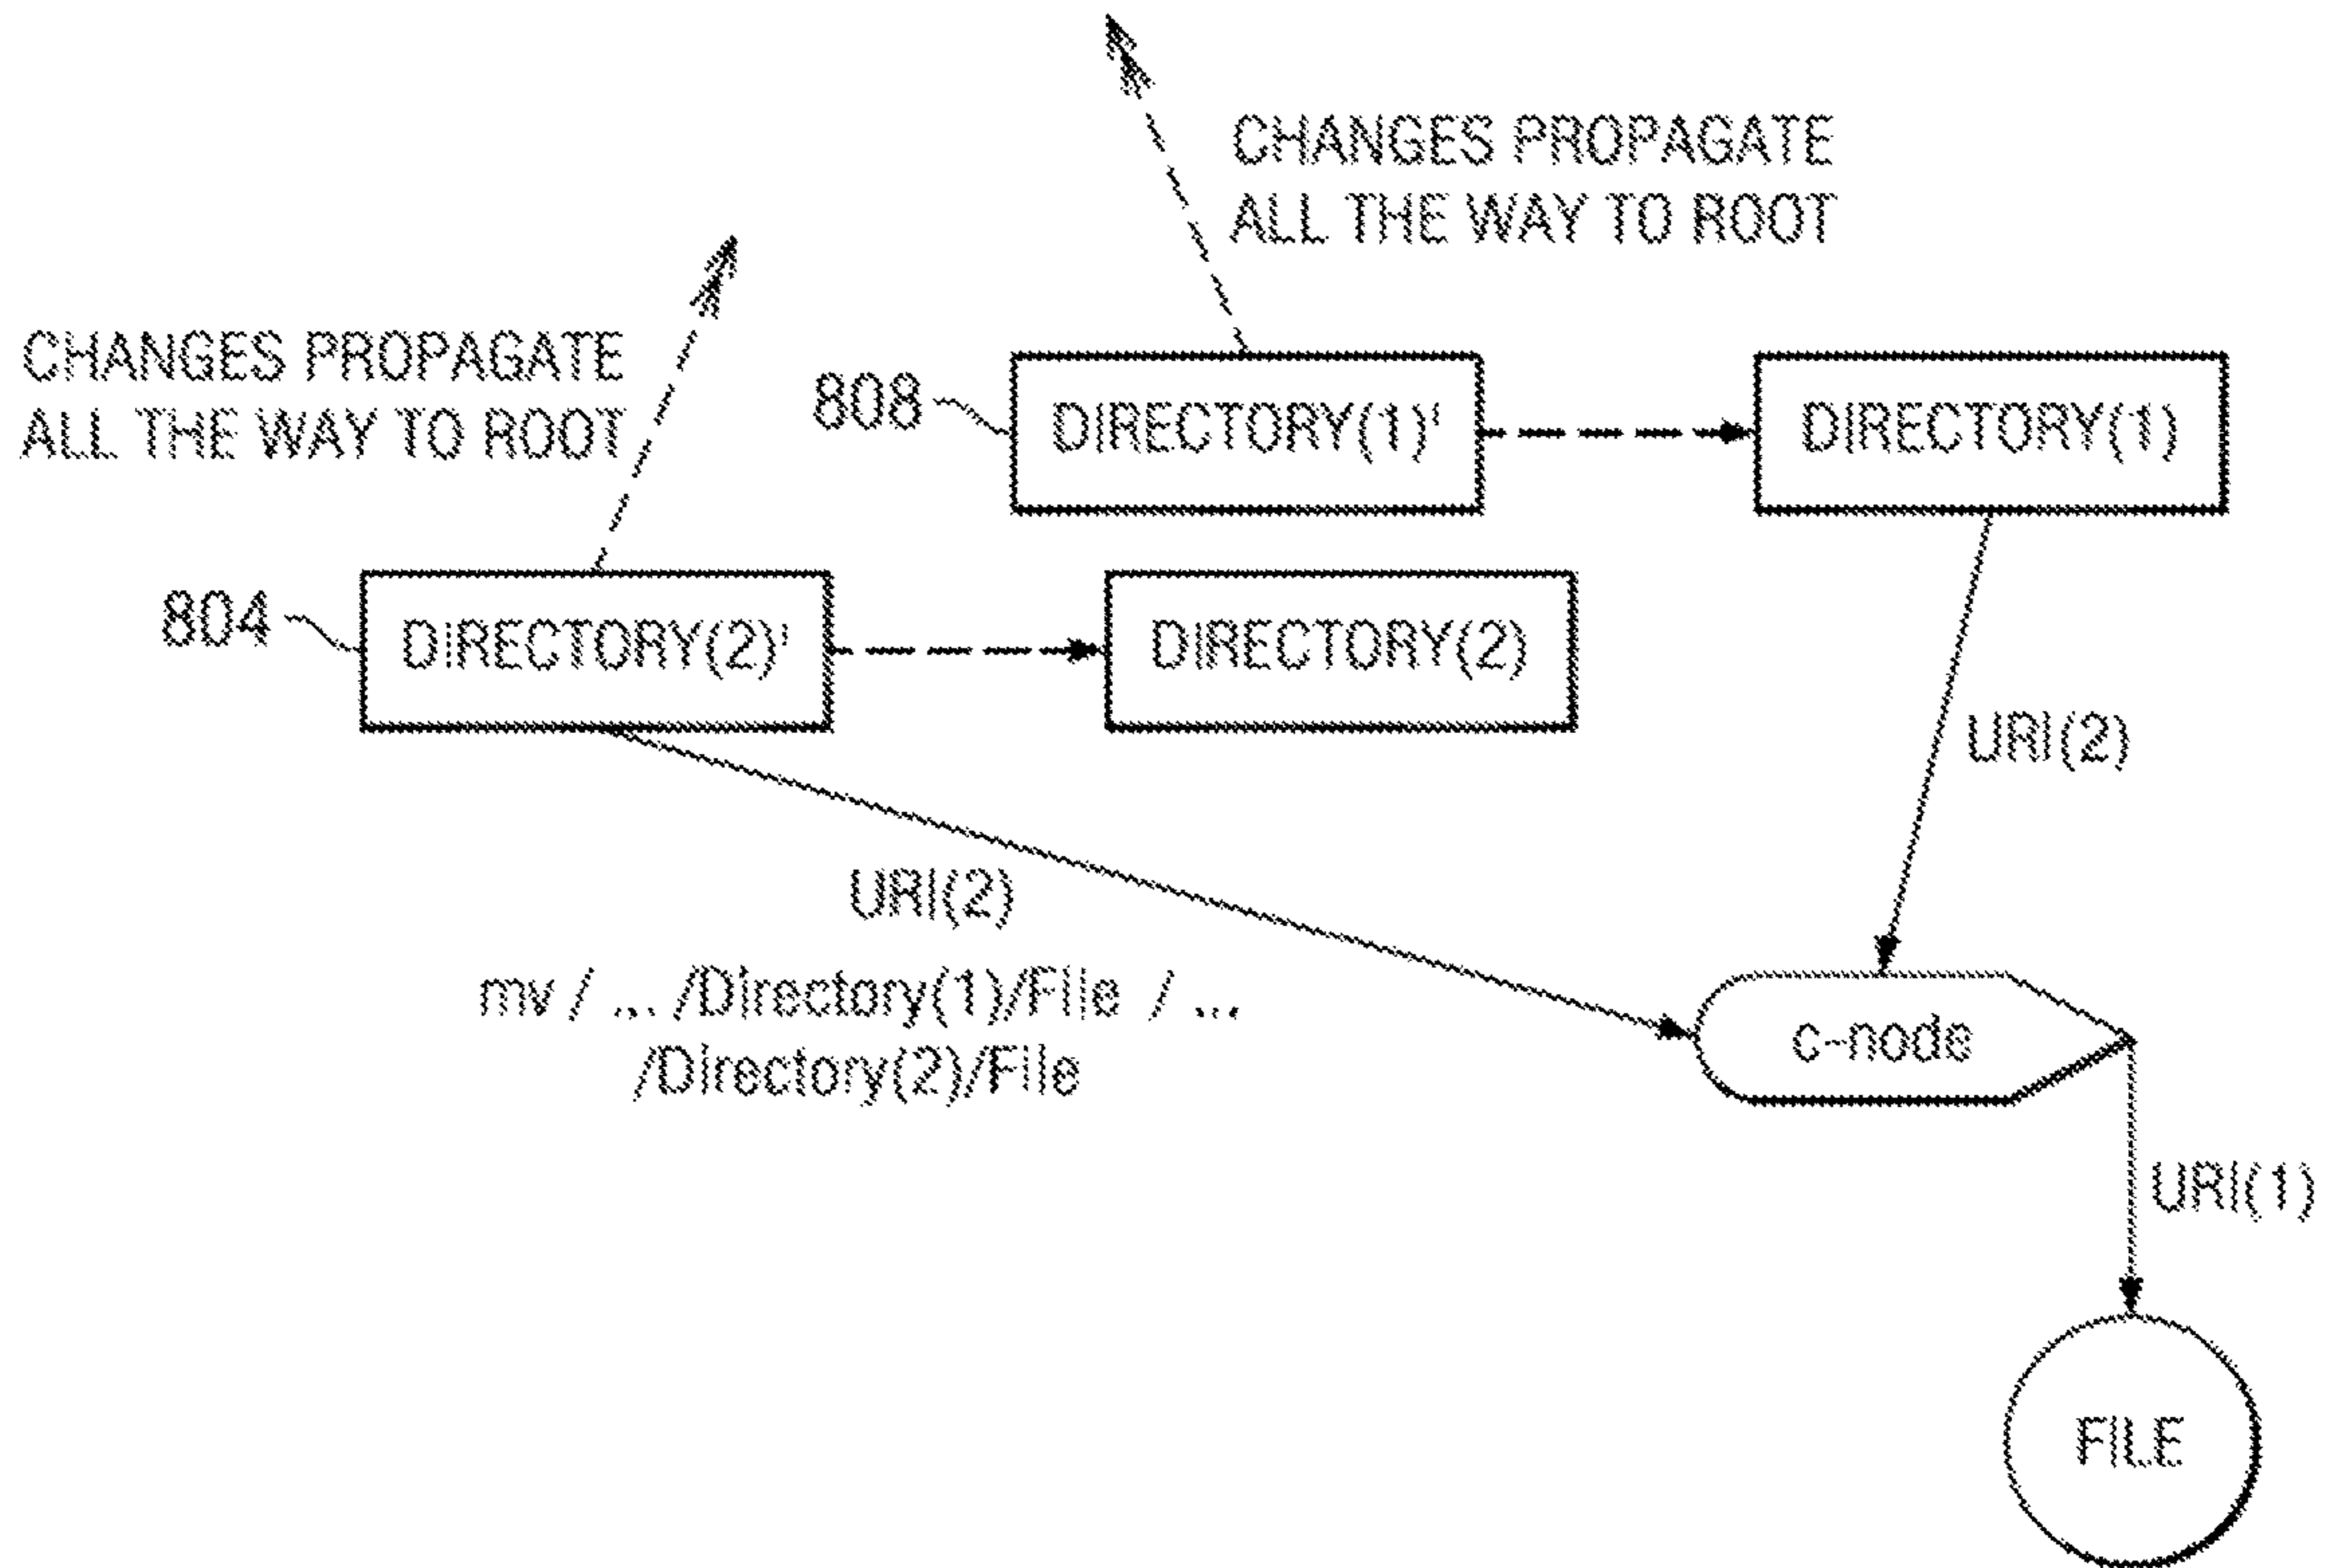 CHANGES PROPAGATE
ALL THE WAY TO ROOT
CHANGES PROPAGATE
ALL THE WAY TO ROOT
808
DIRECTORY(1)'
DIRECTORY(1)
804
DIRECTORY(2)'
DIRECTORY(2)
URI(2)
URI(2)
mv / ... /Directory(1)/File / ...
/Directory(2)/File
c-node
URI(1)
FILE